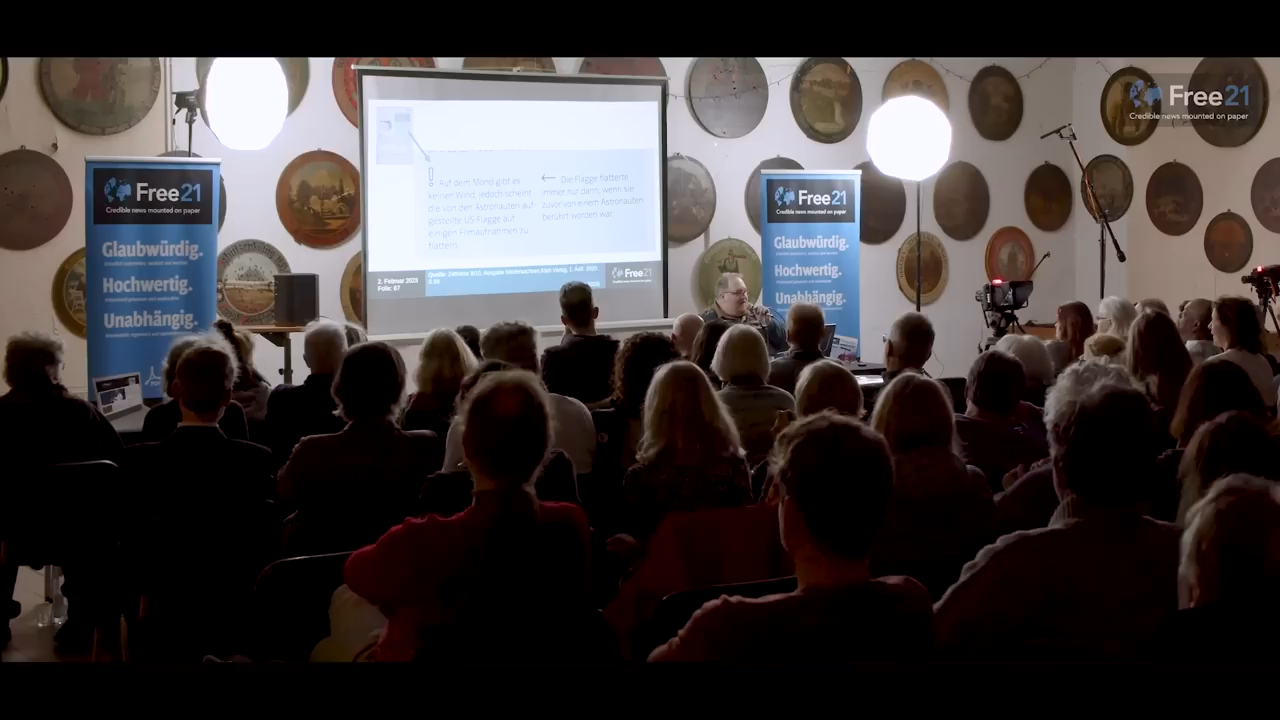 Free21
Credible news mounted on paper
Free21
Credible news mounted on paper
Glaubwürdig.
Hochwertig.
Unabhängig.
! Auf dem Mond gibt es
keinen Wind, jedoch scheint
die von den Astronauten auf-
gestellte US-Flagge auf
einigen Filmaufnahmen zu
flattern.
← Die Flagge flatterte
immer nur dann, wenn sie
zuvor von einem Astronauten
berührt worden war.
2. Februar 2025
Folie: 67
Free21
Free21
Credible news mounted on paper
Glaubwürdig.
Hochwertig.
Unabhängig.